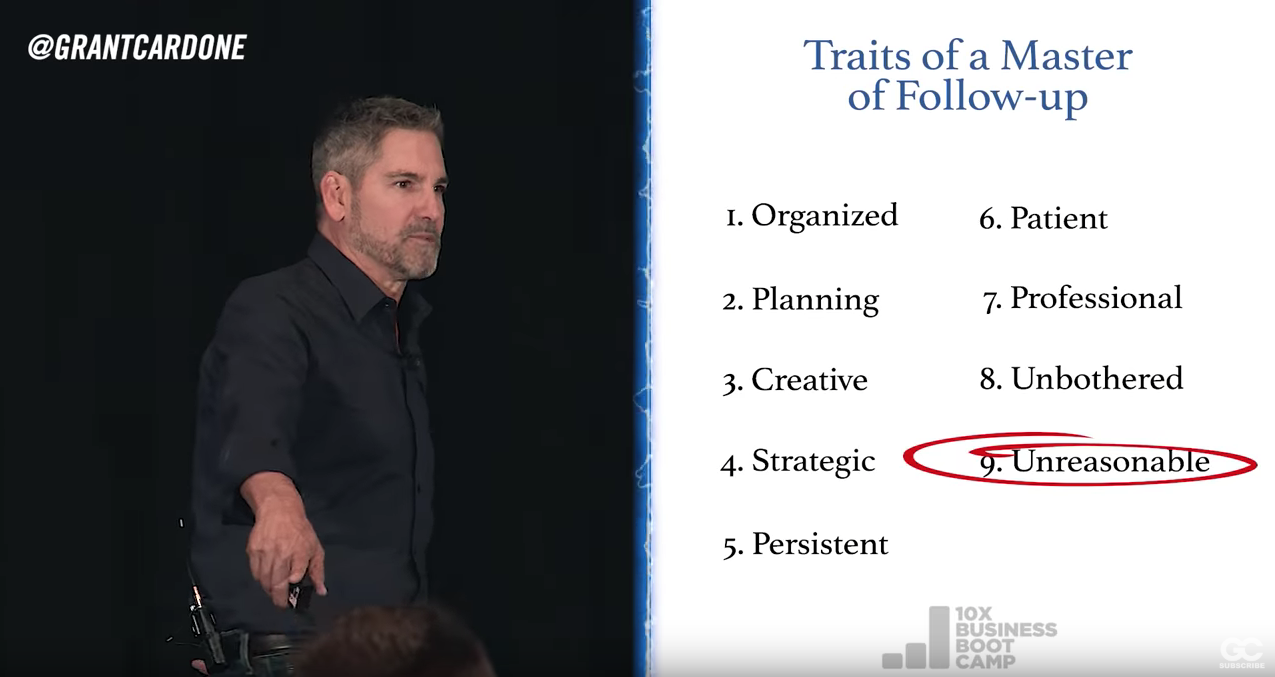 @GRANTCARDONE
Traits of a Master
of Follow-up
1. Organized
2. Planning
3. Creative
4. Strategic
5. Persistent
6. Patient
7. Professional
8. Unbothered
9. Unreasonable
10X
BUSINESS
BOOT
CAMP
GC
SUBSCRIBE